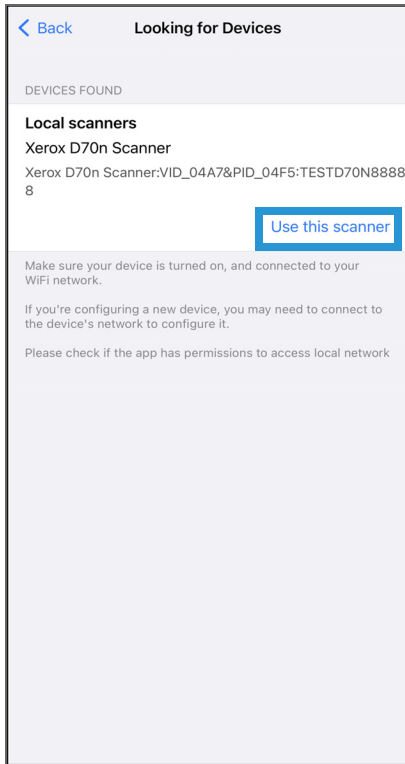 Back
Looking for Devices
DEVICES FOUND
Local scanners
Xerox D70n Scanner
Xerox D70n Scanner:VID_04A7&PID_04F5:TESTD70N8888
8
Use this scanner
Make sure your device is turned on, and connected to your
WiFi network.
If you're configuring a new device, you may need to connect to
the device's network to configure it.
Please check if the app has permissions to access local network